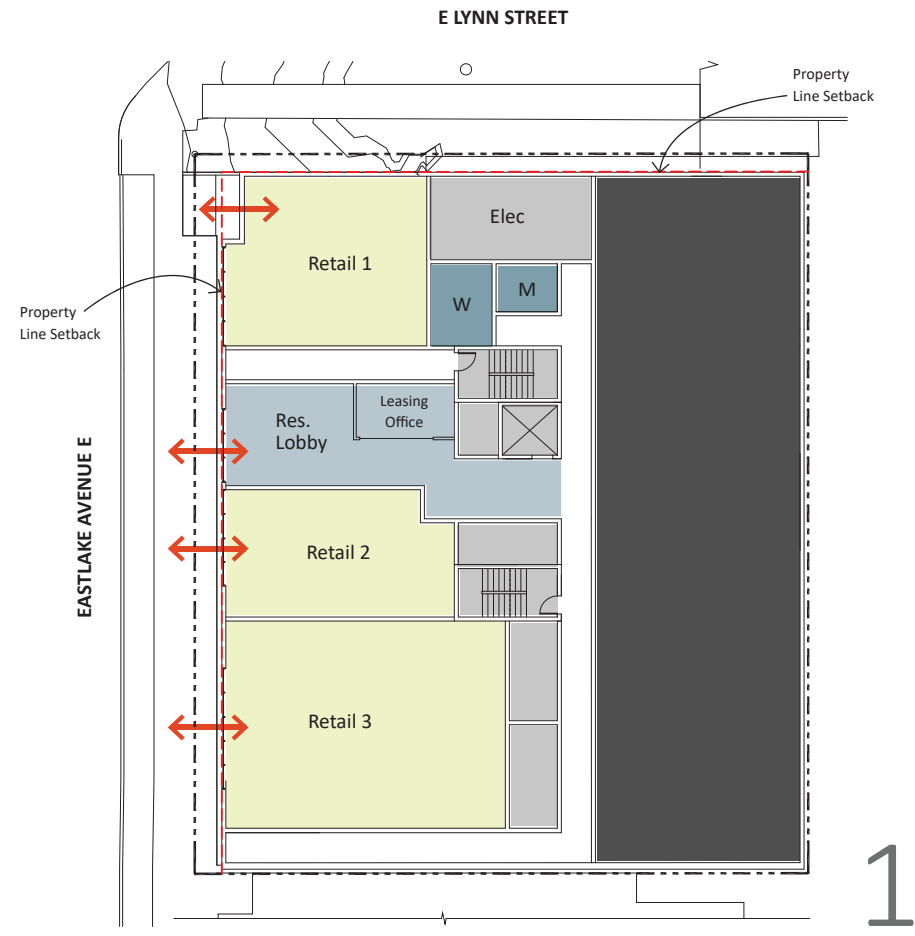 E LYNN STREET
Property
Line Setback
Elec
Retail 1
W
M
Property
Line Setback
Leasing
Office
Res.
Lobby
EASTLAKE AVENUE E
Retail 2
Retail 3
1